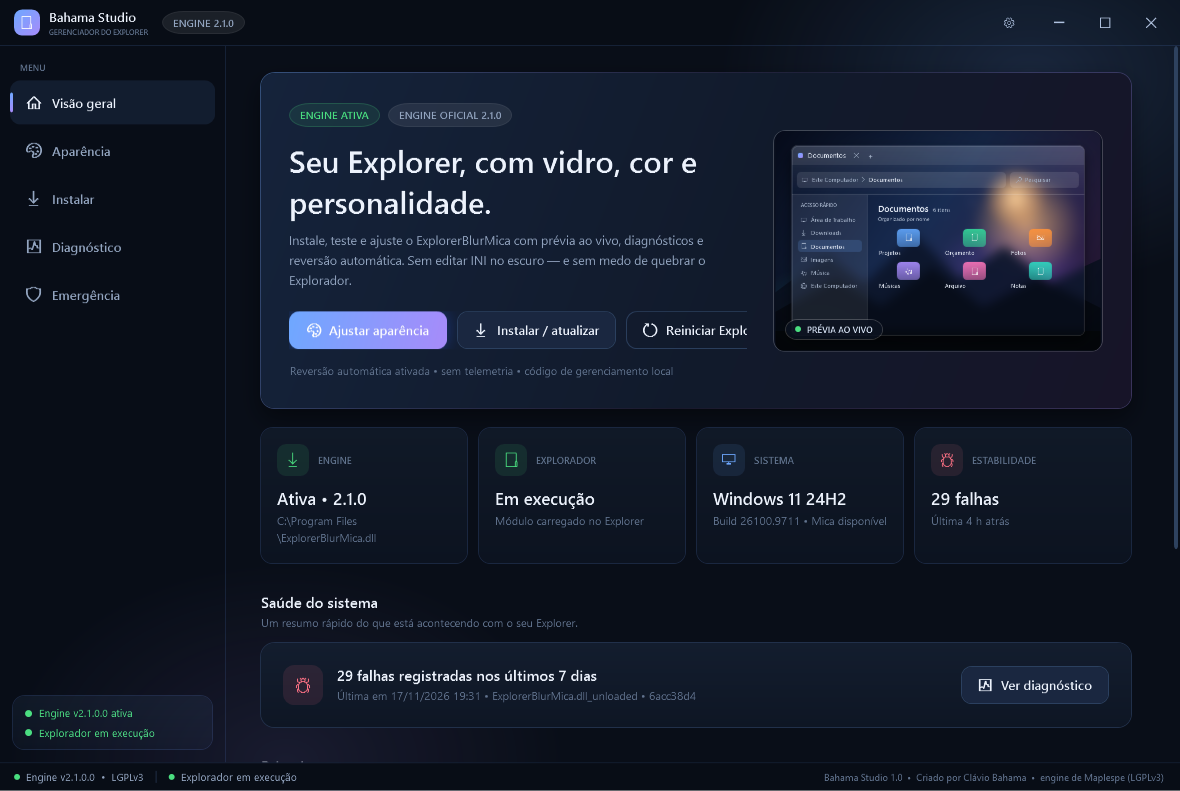 Bahama Studio
GERENCIADOR DO EXPLORER
ENGINE 2.1.0
MENU
Visão geral
Aparência
Instalar
Diagnóstico
Emergência
Engine v2.1.0.0 ativa
Explorador em execução
ENGINE ATIVA
ENGINE OFICIAL 2.1.0
Seu Explorer, com vidro, cor e
personalidade.
Instale, teste e ajuste o ExplorerBlurMica com prévia ao vivo, diagnósticos e
reversão automática. Sem editar INI no escuro — e sem medo de quebrar o
Explorador.
Ajustar aparência
Instalar / atualizar
Reiniciar Explo
Reversão automática ativada • sem telemetria • código de gerenciamento local
Documentos
Este Computador > Documentos
Pesquisar
ACESSO RÁPIDO
Área de Trabalho
Downloads
Documentos
Imagens
Música
Este Computador
Documentos 6 itens
Organizado por nome
Projetos
Orçamento
Fotos
Músicas
Arquivo
Notas
PRÉVIA AO VIVO
ENGINE
Ativa • 2.1.0
C:\Program Files
\ExplorerBlurMica.dll
EXPLORADOR
Em execução
Módulo carregado no Explorer
SISTEMA
Windows 11 24H2
Build 26100.9711 • Mica disponível
ESTABILIDADE
29 falhas
Última 4 h atrás
Saúde do sistema
Um resumo rápido do que está acontecendo com o seu Explorer.
29 falhas registradas nos últimos 7 dias
Última em 17/11/2026 19:31 • ExplorerBlurMica.dll_unloaded • 6acc38d4
Ver diagnóstico
Engine v2.1.0.0 • LGPLv3
Explorador em execução
Bahama Studio 1.0 • Criado por Clávio Bahama • engine de Maplespe (LGPLv3)